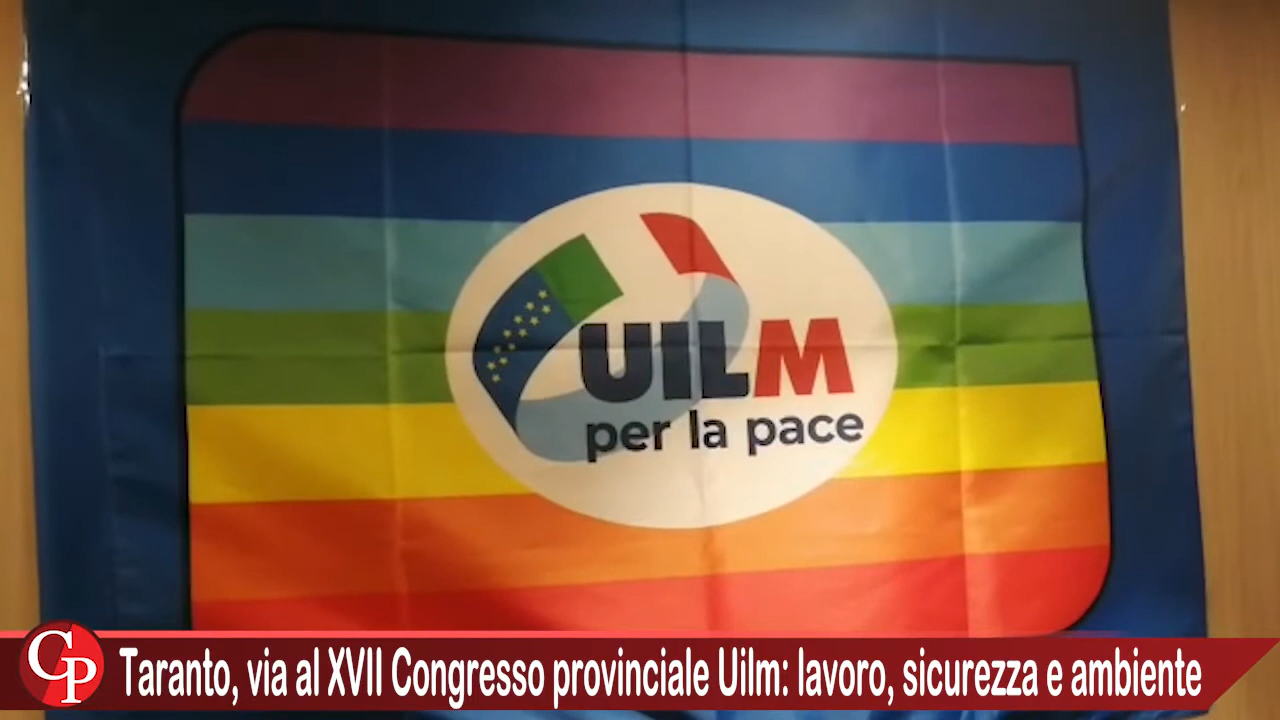 UILM
per la pace
CP Taranto, via al XVII Congresso provinciale Uilm: lavoro, sicurezza e ambiente